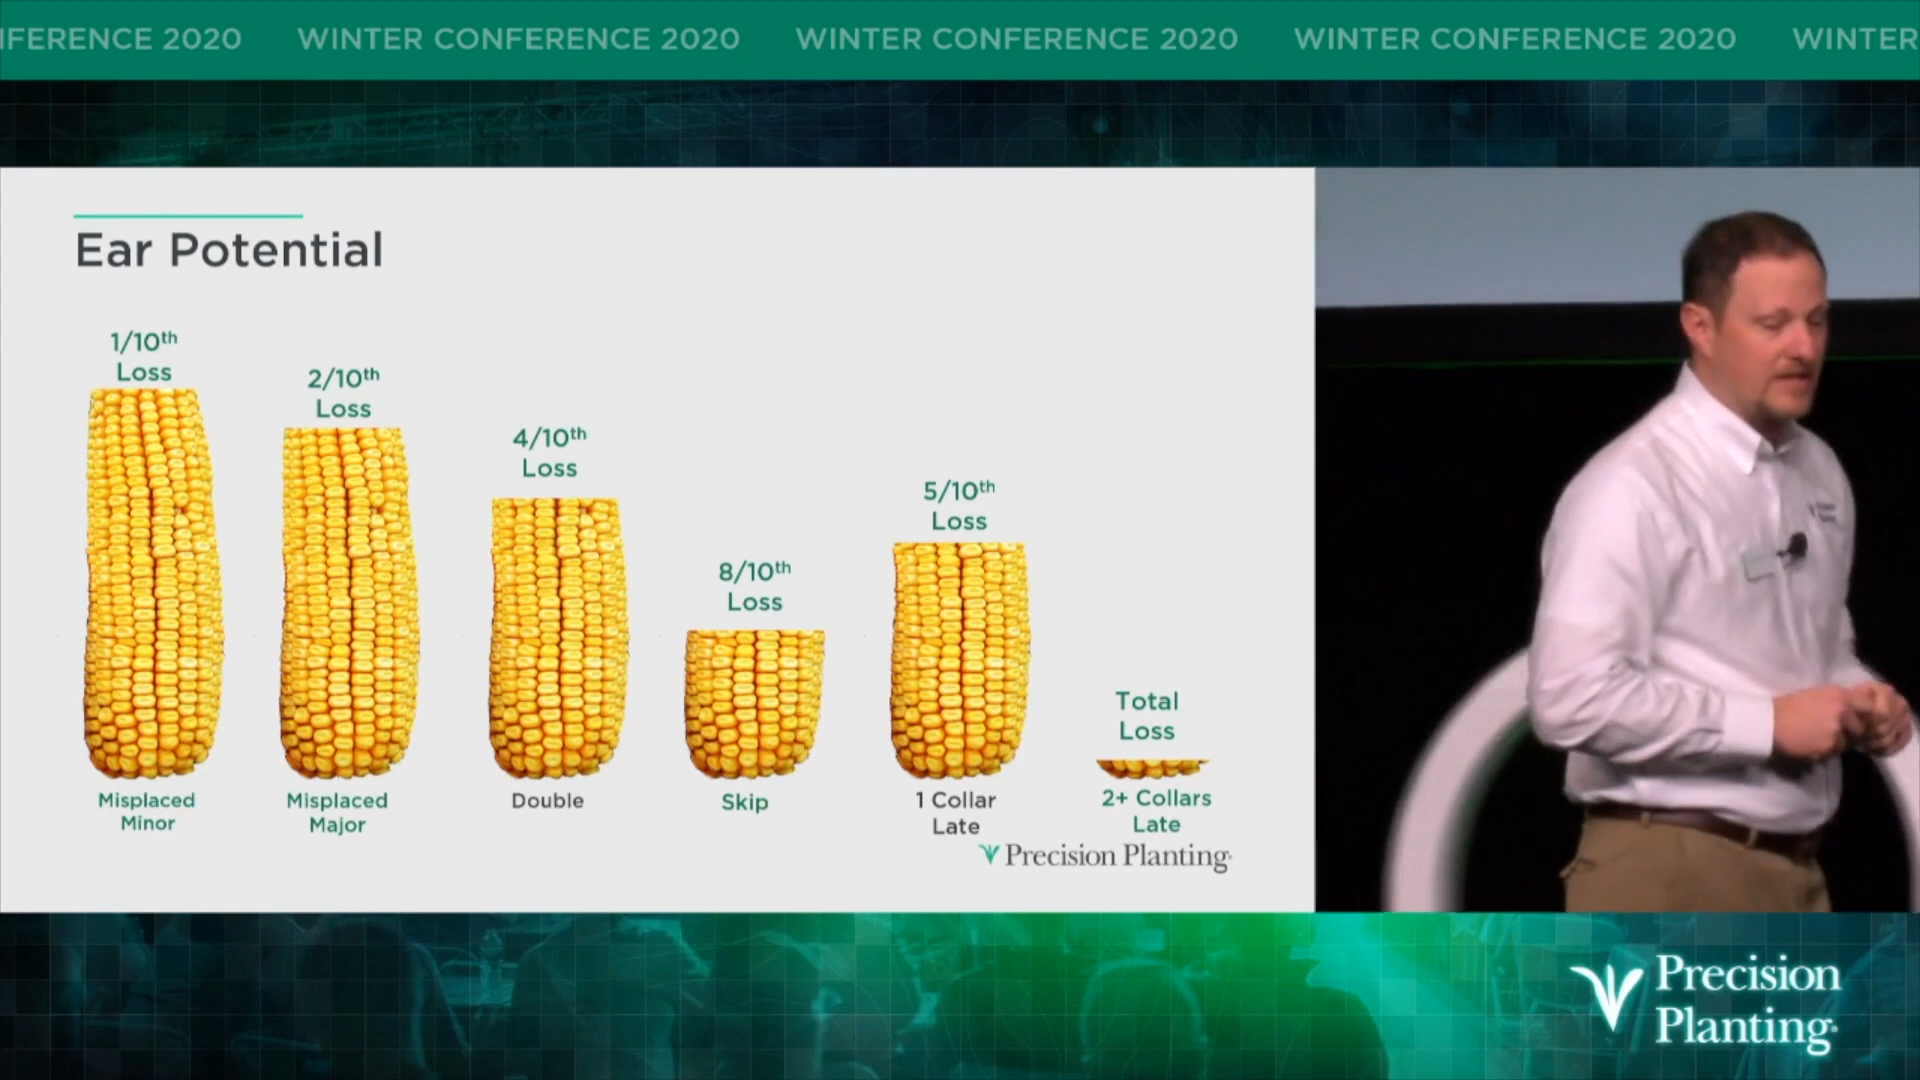 IFERENCE 2020 WINTER CONFERENCE 2020 WINTER CONFERENCE 2020 WINTER CONFERENCE 2020 WINTER
Ear Potential
1/10th
Loss
2/10th
Loss
4/10th
Loss
8/10th
Loss
5/10th
Loss
Total
Loss
Misplaced
Minor
Misplaced
Major
Double
Skip
1 Collar
Late
2+ Collars
Late
Precision Planting
Precision
Planting